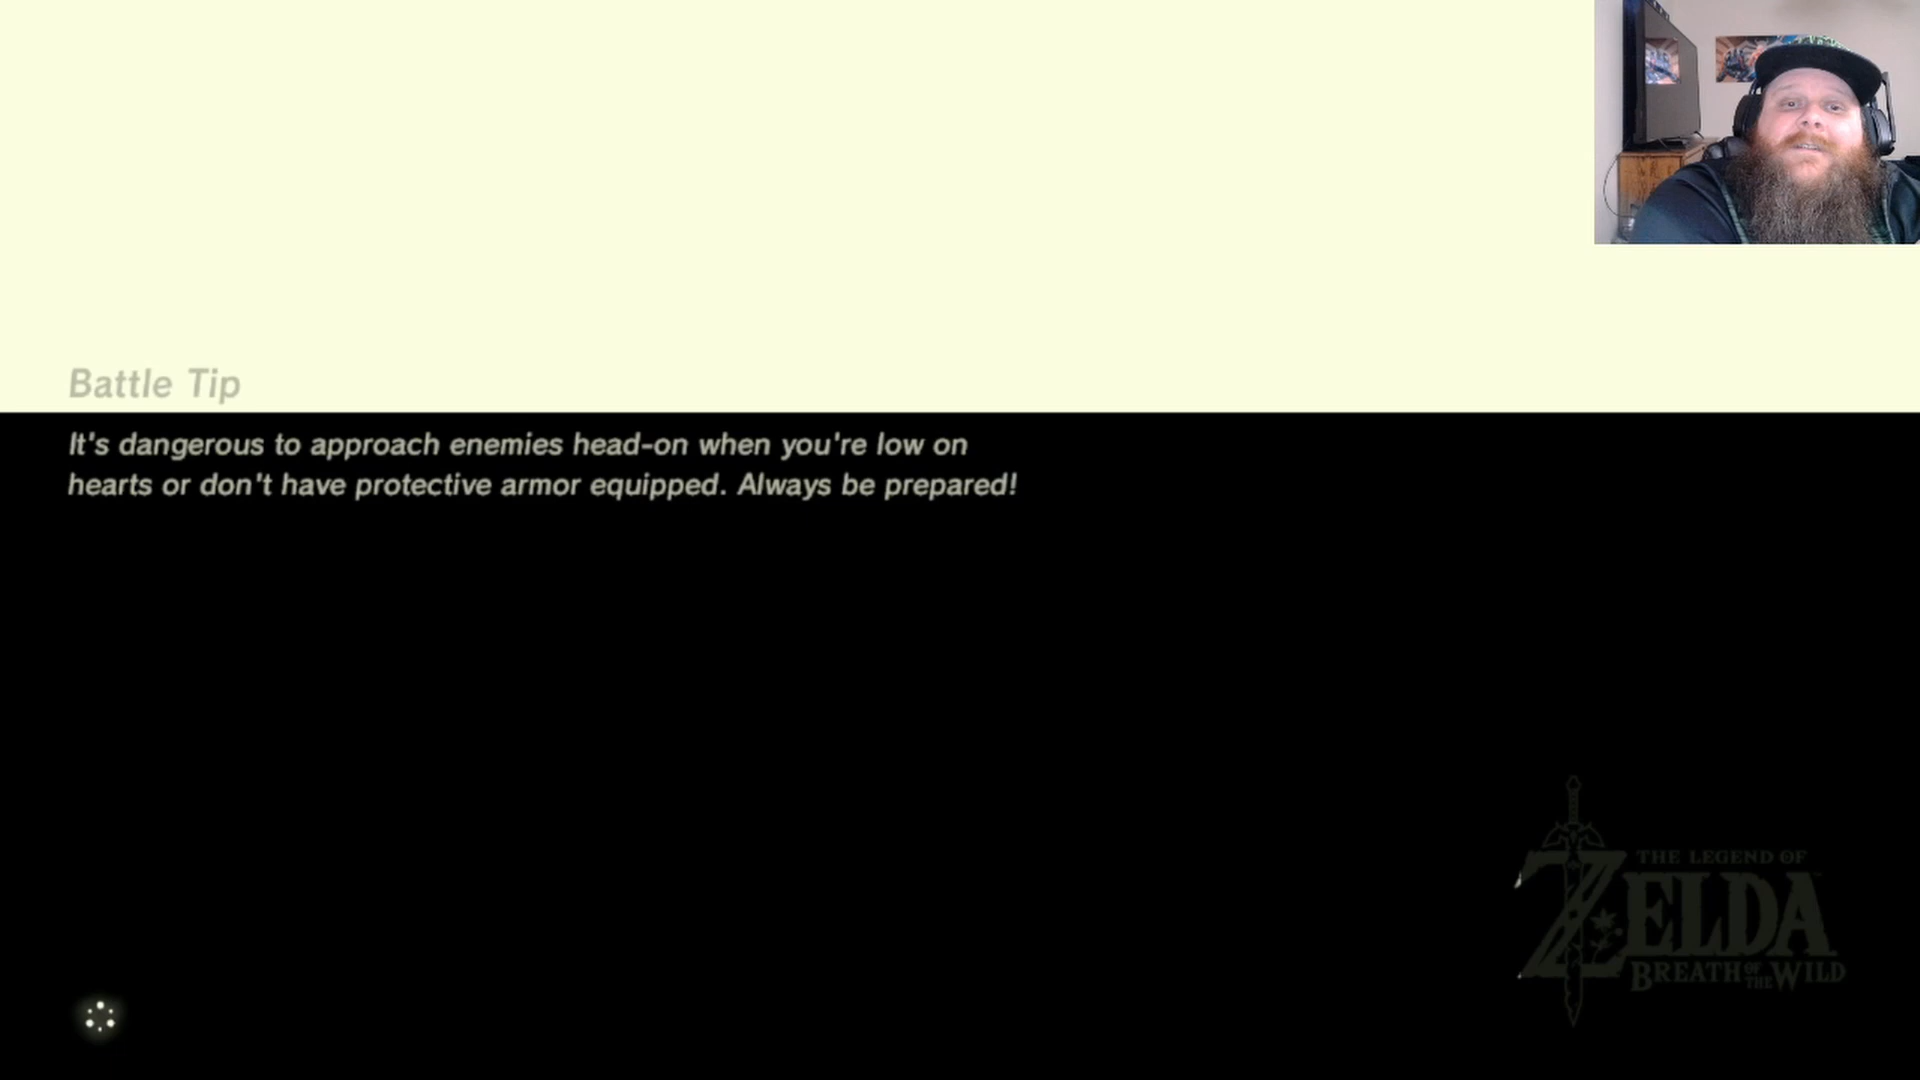 Battle Tip
It's dangerous to approach enemies head-on when you're low on
hearts or don't have protective armor equipped. Always be prepared!
THE LEGEND OF
ZELDA
BREATH OF THE WILD